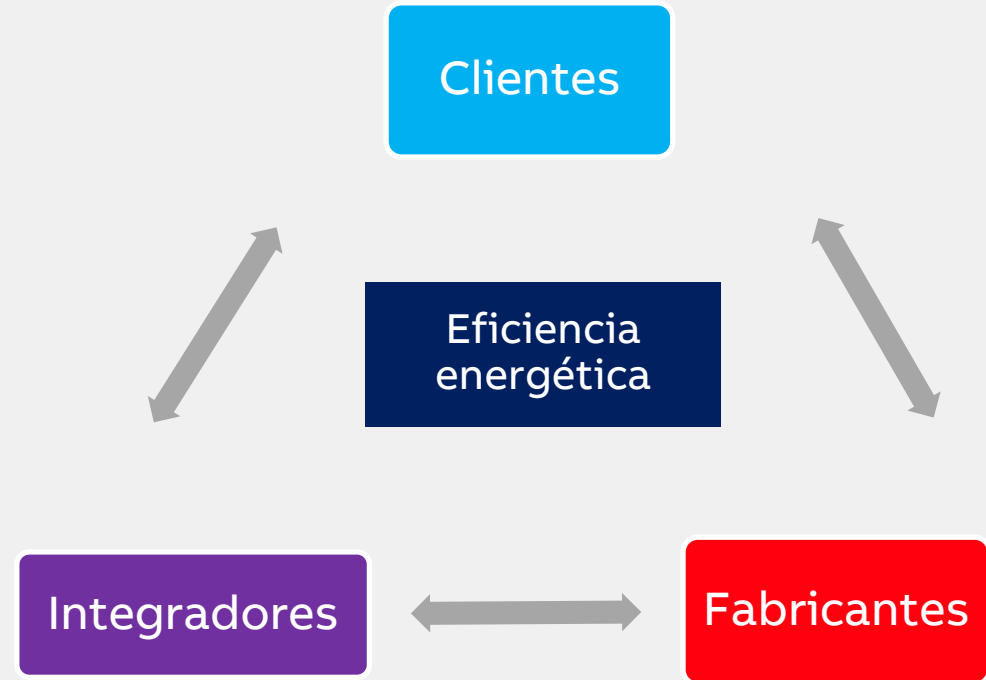 Clientes
Eficiencia
energética
Integradores
Fabricantes